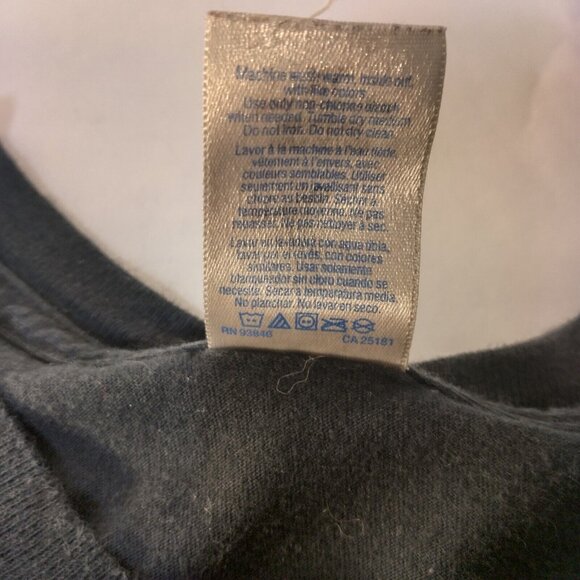 Machine wash warm, inside out,
with like colors.
Use only non-chlorine bleach
when needed. Tumble dry medium.
Do not iron. Do not dry clean.
Laver à la machine à l'eau tiède,
vêtement à l'envers, avec
couleurs semblables. Utiliser
seulement un javellisant sans
chlore au besoin. Sécher à
température moyenne. Ne pas
repasser. Ne pas nettoyer à sec.
Lavar en lavadora con agua tibia,
lavar por el revés, con colores
similares. Usar solamente
blanqueador sin cloro cuando se
necesite. Secar a temperatura media.
No planchar. No lavar en seco.
RN 93846 CA 25181